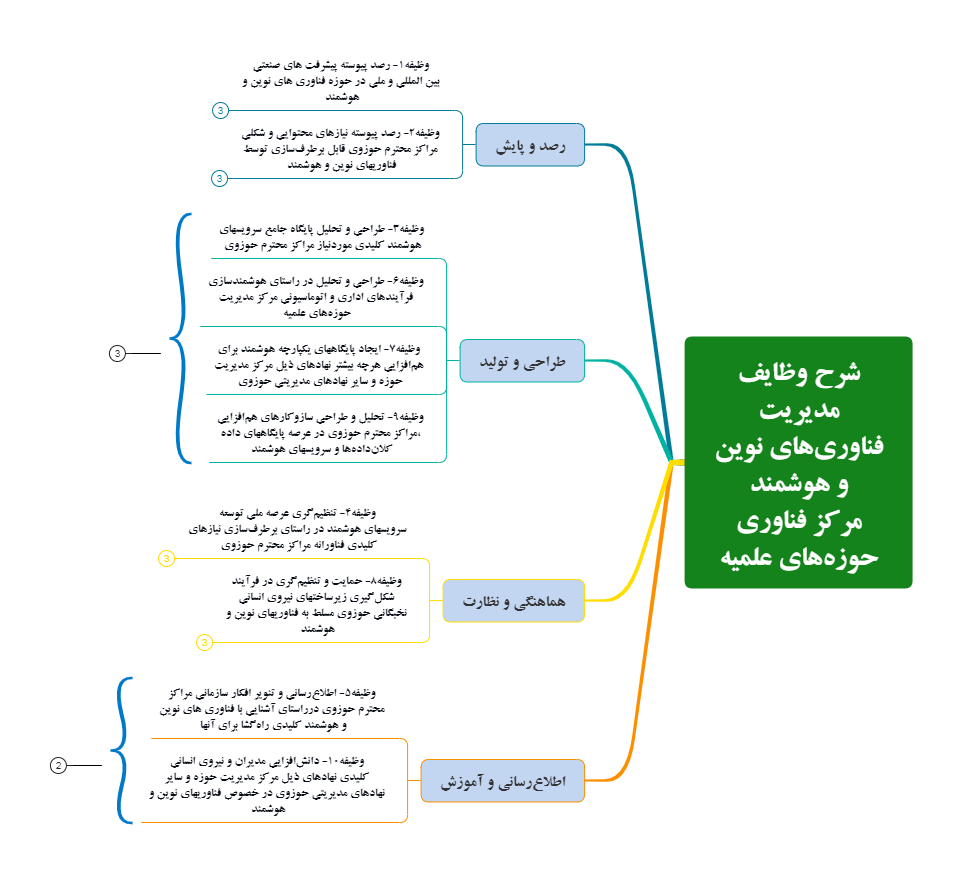 شرح وظایف
مدیریت
فناوری‌های نوین
و هوشمند
مرکز فناوری
حوزه‌های علمیه
رصد و پایش
وظیفه۱- رصد پیوسته پیشرفت های صنعتی
بین المللی و ملی در حوزه فناوری های نوین و
هوشمند
3
وظیفه۲- رصد پیوسته نیازهای محتوایی و شکلی
مراکز محترم حوزوی قابل برطرف‌سازی توسط
فناوریهای نوین و هوشمند
3
طراحی و تولید
وظیفه۳- طراحی و تحلیل پایگاه جامع سرویسهای
هوشمند کلیدی موردنیاز مراکز محترم حوزوی
وظیفه۶- طراحی و تحلیل در راستای هوشمندسازی
فرآیندهای اداری و اتوماسیونی مرکز مدیریت
حوزه‌های علمیه
وظیفه۷- ایجاد پایگاههای یکپارچه هوشمند برای
هم‌افزایی هرچه بیشتر نهادهای ذیل مرکز مدیریت
حوزه و سایر نهادهای مدیریتی حوزوی
وظیفه۹- تحلیل و طراحی سازوکارهای هم‌افزایی
،مراکز محترم حوزوی در عرصه پایگاههای داده
کلان‌داده‌ها و سرویسهای هوشمند
3
هماهنگی و نظارت
وظیفه۴- تنظیم‌گری عرصه ملی توسعه
سرویسهای هوشمند در راستای برطرف‌سازی نیازهای
کلیدی فناورانه مراکز محترم حوزوی
3
وظیفه۸- حمایت و تنظیم‌گری در فرآیند
شکل‌گیری زیرساختهای نیروی انسانی
نخبگانی حوزوی مسلط به فناوریهای نوین و
هوشمند
3
اطلاع‌رسانی و آموزش
وظیفه۵- اطلاع‌رسانی و تنویر افکار سازمانی مراکز
محترم حوزوی درراستای آشنایی با فناوری های نوین
و هوشمند کلیدی راه‌گشا برای آنها
وظیفه۱۰- دانش‌افزایی مدیران و نیروی انسانی
کلیدی نهادهای ذیل مرکز مدیریت حوزه و سایر
نهادهای مدیریتی حوزوی در خصوص فناوریهای نوین و
هوشمند
2